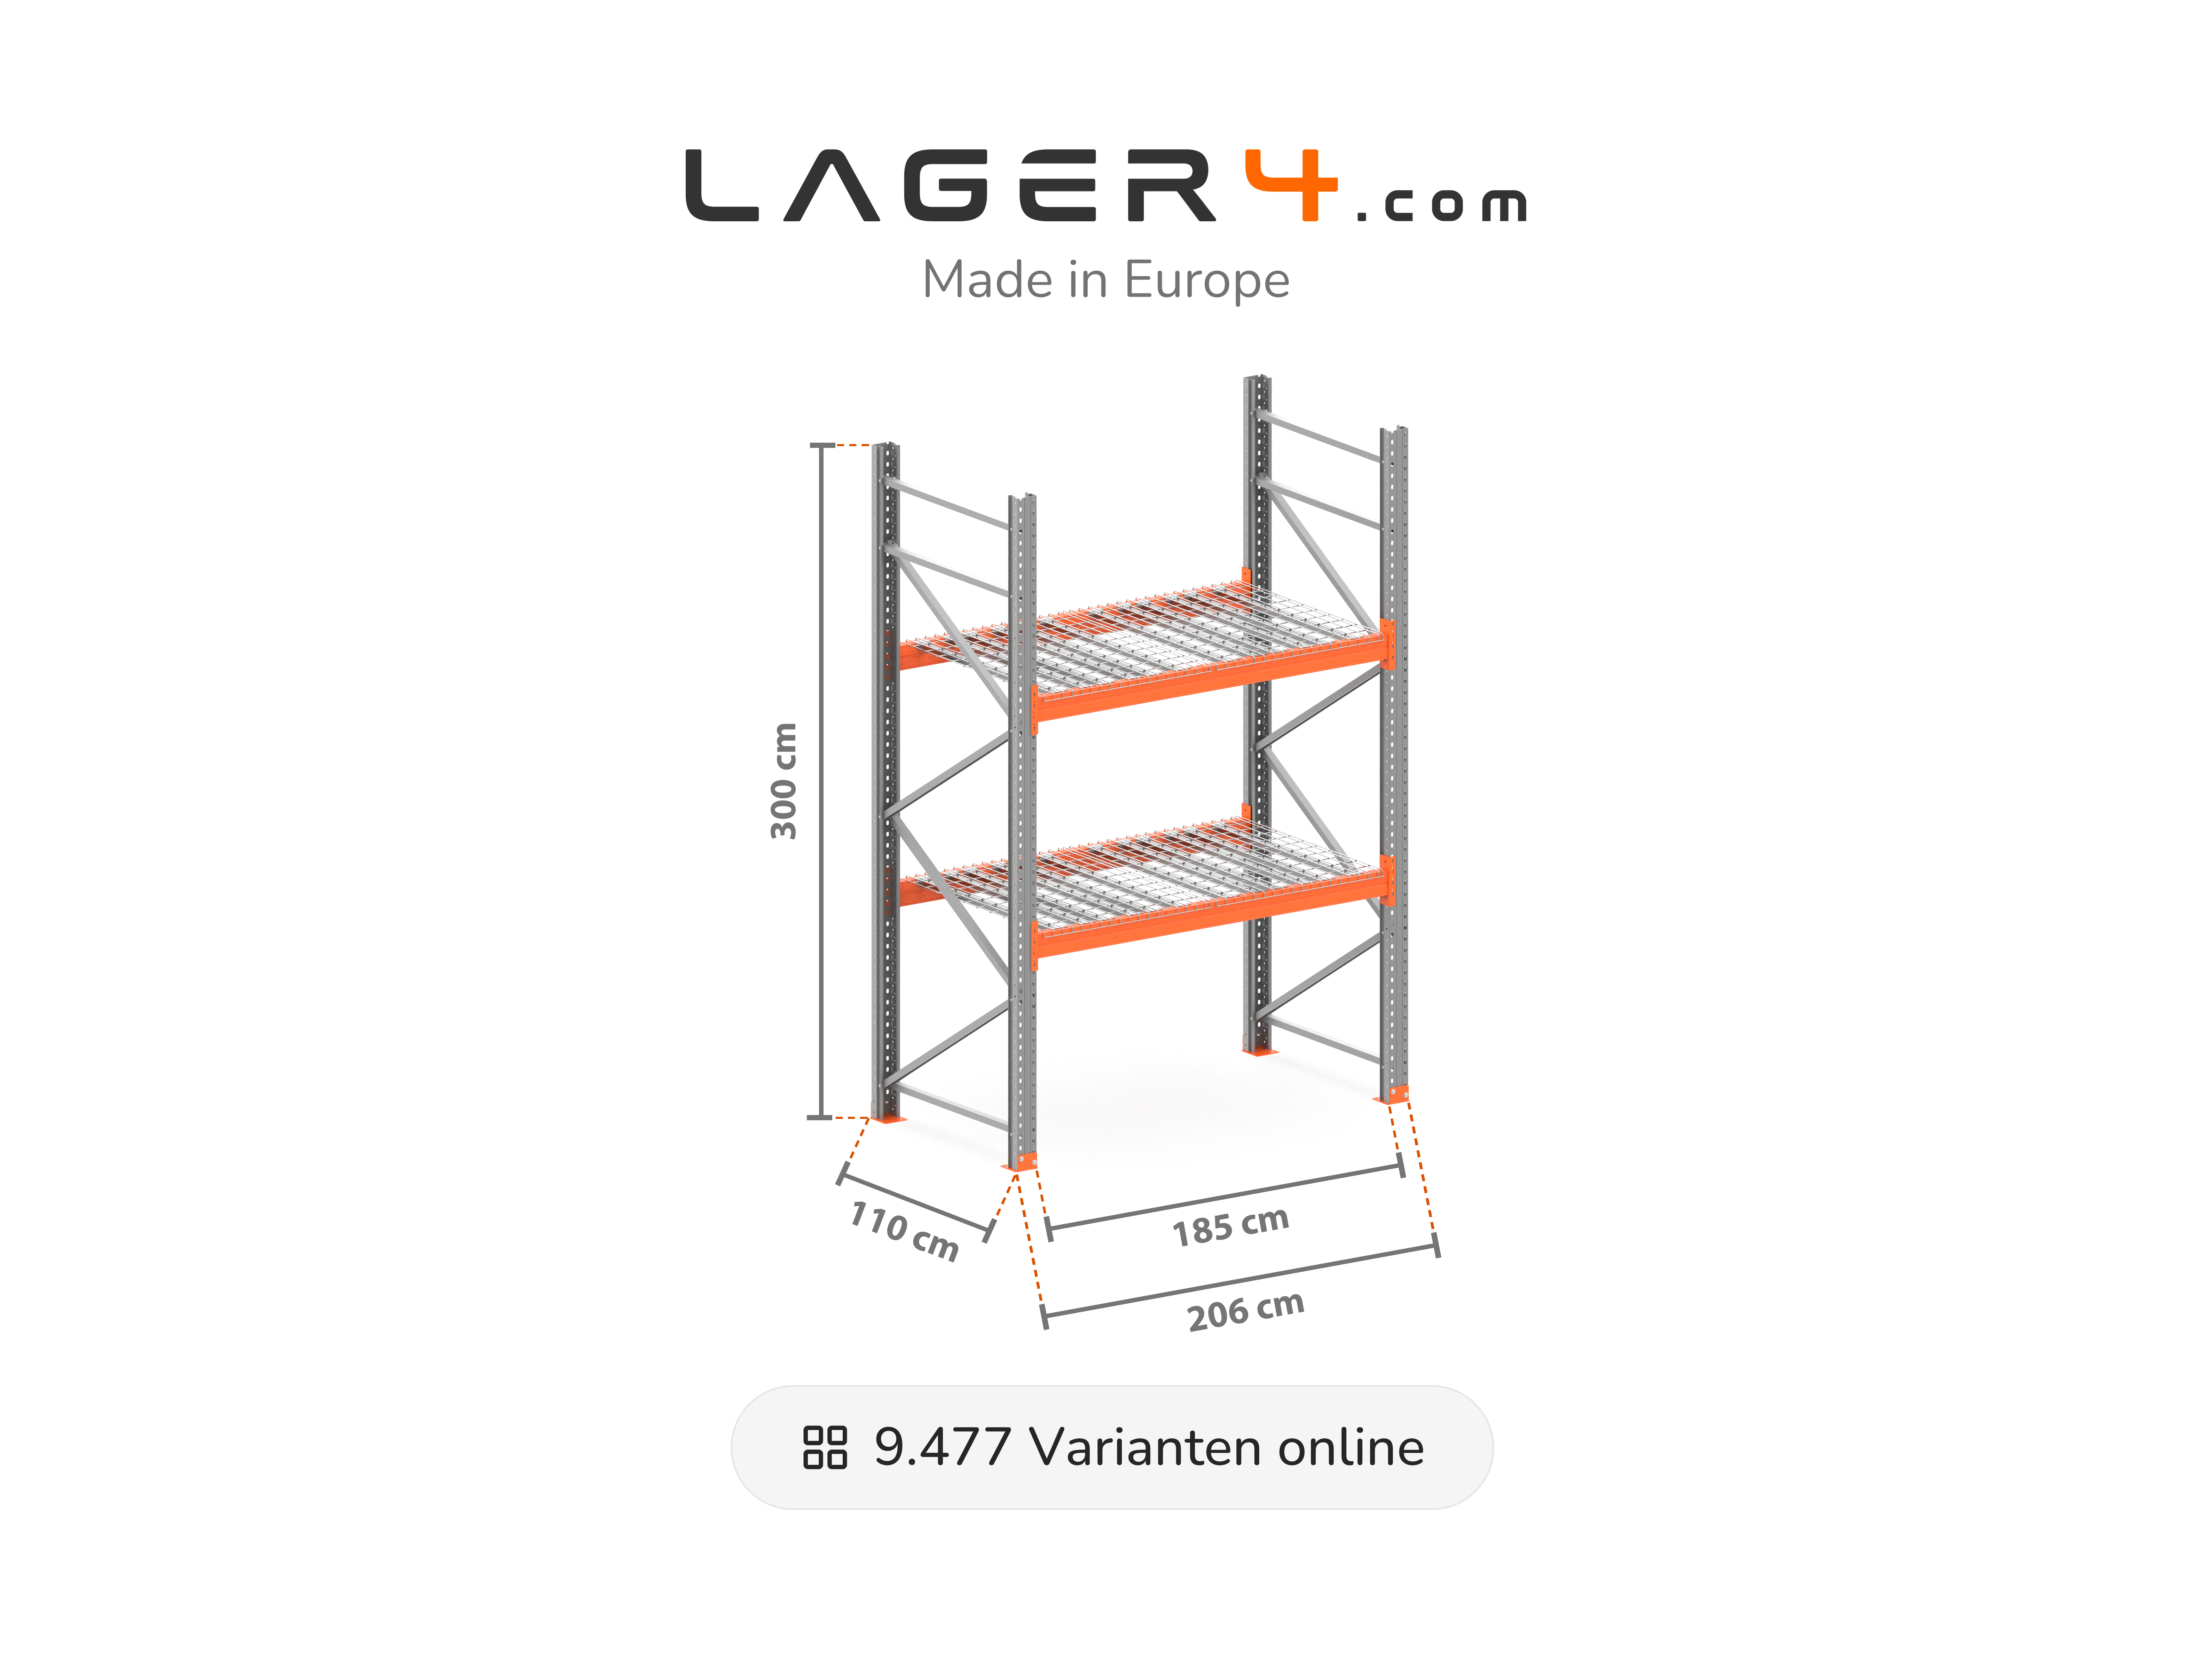 LAGER4.com
Made in Europe
300 cm
110 cm
185 cm
206 cm
9.477 Varianten online